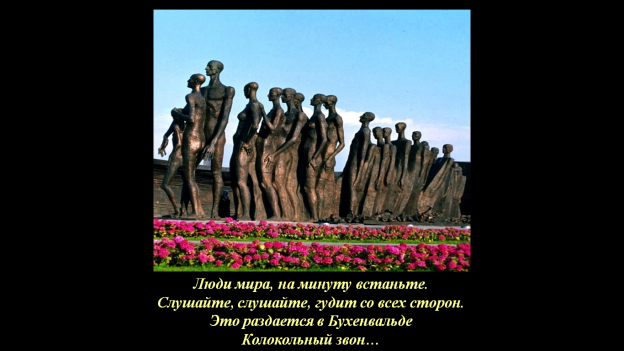 Люди мира, на минуту встаньте.
Слушайте, слушайте, гудит со всех сторон.
Это раздается в Бухенвальде
Колокольный звон…